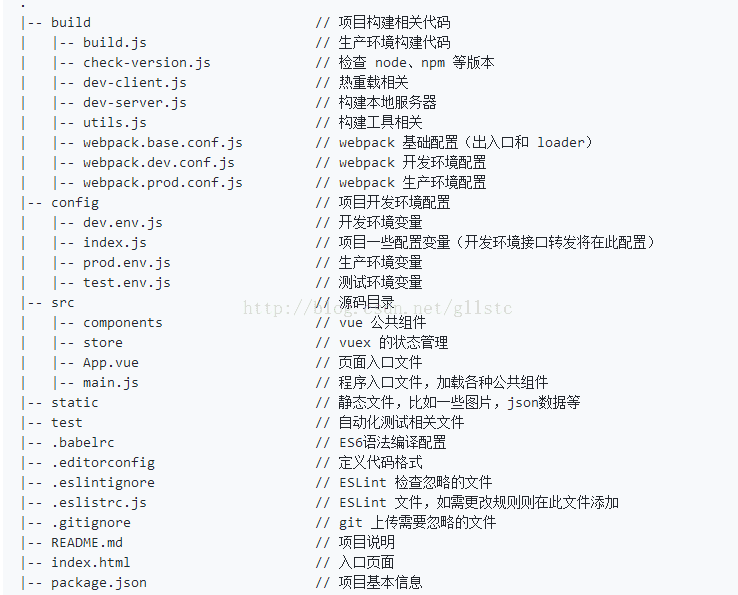 .
|-- build                            // 项目构建相关代码
|   |-- build.js                     // 生产环境构建代码
|   |-- check-version.js             // 检查 node、npm 等版本
|   |-- dev-client.js                // 热重载相关
|   |-- dev-server.js                // 构建本地服务器
|   |-- utils.js                     // 构建工具相关
|   |-- webpack.base.conf.js         // webpack 基础配置（出入口和 loader）
|   |-- webpack.dev.conf.js          // webpack 开发环境配置
|   |-- webpack.prod.conf.js         // webpack 生产环境配置
|-- config                           // 项目开发环境配置
|   |-- dev.env.js                   // 开发环境变量
|   |-- index.js                     // 项目一些配置变量（开发环境接口转发将在此配置）
|   |-- prod.env.js                  // 生产环境变量
|   |-- test.env.js                  // 测试环境变量
|-- src                              // 源码目录
http://blog.csdn.net/gllstc
|   |-- components                   // vue 公共组件
|   |-- store                        // vuex 的状态管理
|   |-- App.vue                      // 页面入口文件
|   |-- main.js                      // 程序入口文件，加载各种公共组件
|-- static                           // 静态文件，比如一些图片，json数据等
|-- test                             // 自动化测试相关文件
|-- .babelrc                         // ES6语法编译配置
|-- .editorconfig                    // 定义代码格式
|-- .eslintignore                    // ESLint 检查忽略的文件
|-- .eslistrc.js                     // ESLint 文件，如需更改规则则在此文件添加
|-- .gitignore                       // git 上传需要忽略的文件
|-- README.md                        // 项目说明
|-- index.html                       // 入口页面
|-- package.json                     // 项目基本信息